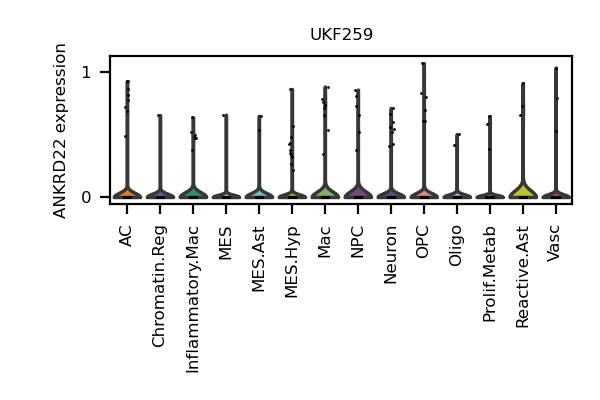 UKF259
ANKRD22 expression
1
0
AC
Chromatin.Reg
Inflammatory.Mac
MES
MES.Ast
MES.Hyp
Mac
NPC
Neuron
OPC
Oligo
Prolif.Metab
Reactive.Ast
Vasc